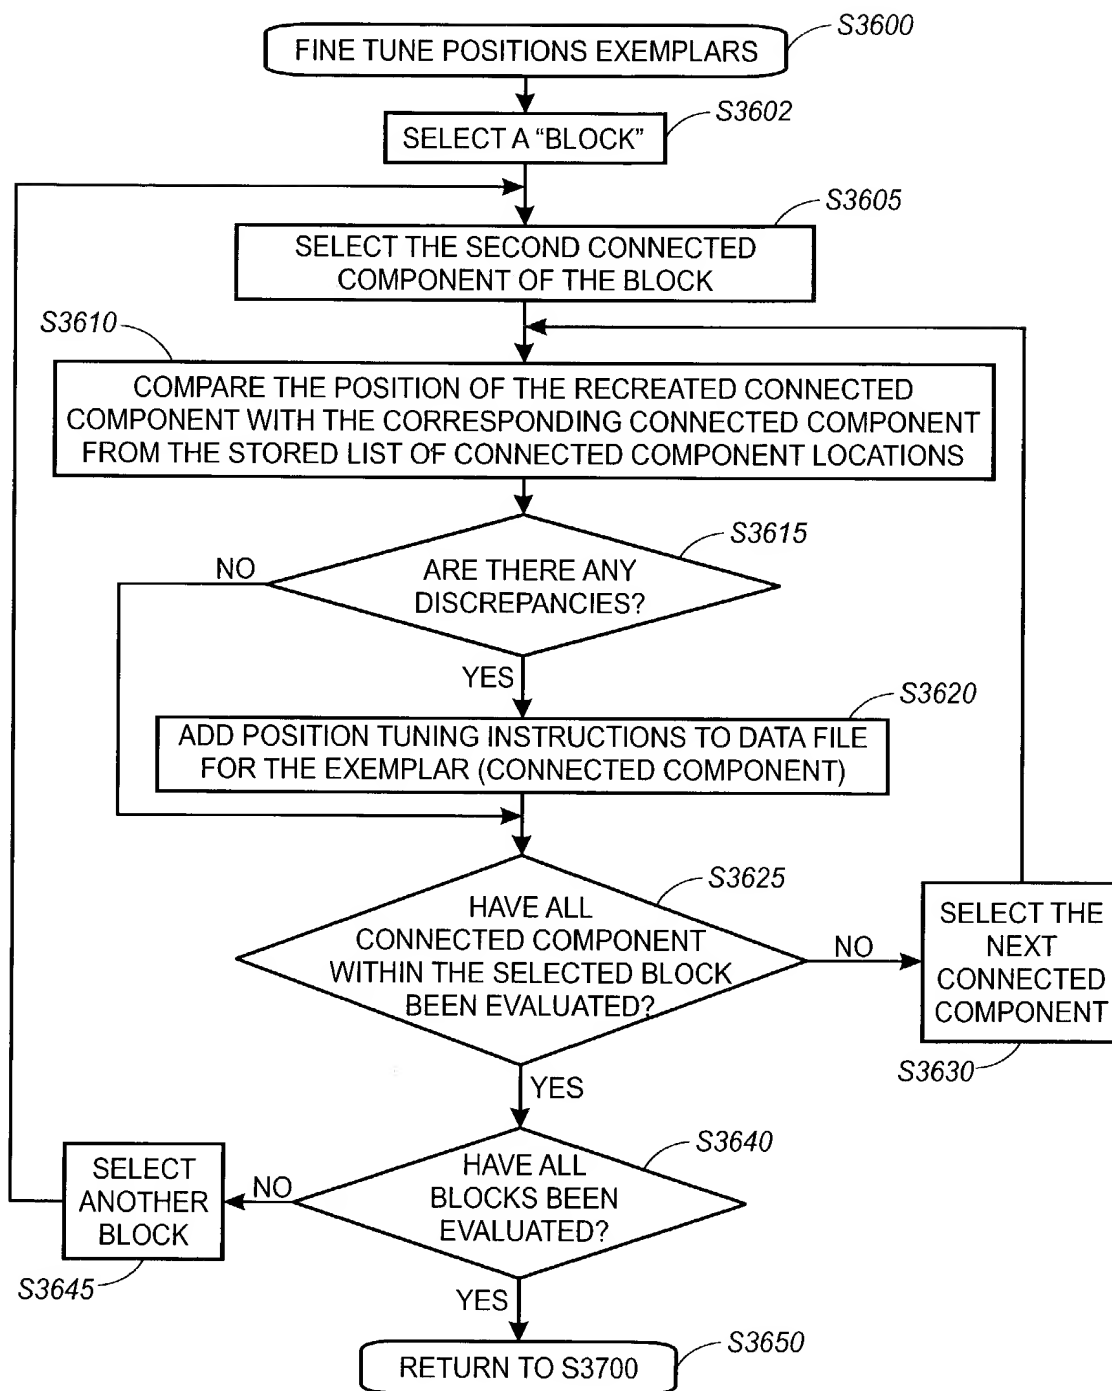 S3600
FINE TUNE POSITIONS EXEMPLARS
S3602
SELECT A “BLOCK”
S3605
SELECT THE SECOND CONNECTED
COMPONENT OF THE BLOCK
S3610
COMPARE THE POSITION OF THE RECREATED CONNECTED
COMPONENT WITH THE CORRESPONDING CONNECTED COMPONENT
FROM THE STORED LIST OF CONNECTED COMPONENT LOCATIONS
S3615
NO
ARE THERE ANY
DISCREPANCIES?
YES
S3620
ADD POSITION TUNING INSTRUCTIONS TO DATA FILE
FOR THE EXEMPLAR (CONNECTED COMPONENT)
S3625
HAVE ALL
CONNECTED COMPONENT
WITHIN THE SELECTED BLOCK
BEEN EVALUATED?
NO
SELECT THE
NEXT
CONNECTED
COMPONENT
S3630
YES
S3640
HAVE ALL
BLOCKS BEEN
EVALUATED?
NO
SELECT
ANOTHER
BLOCK
S3645
YES
S3650
RETURN TO S3700